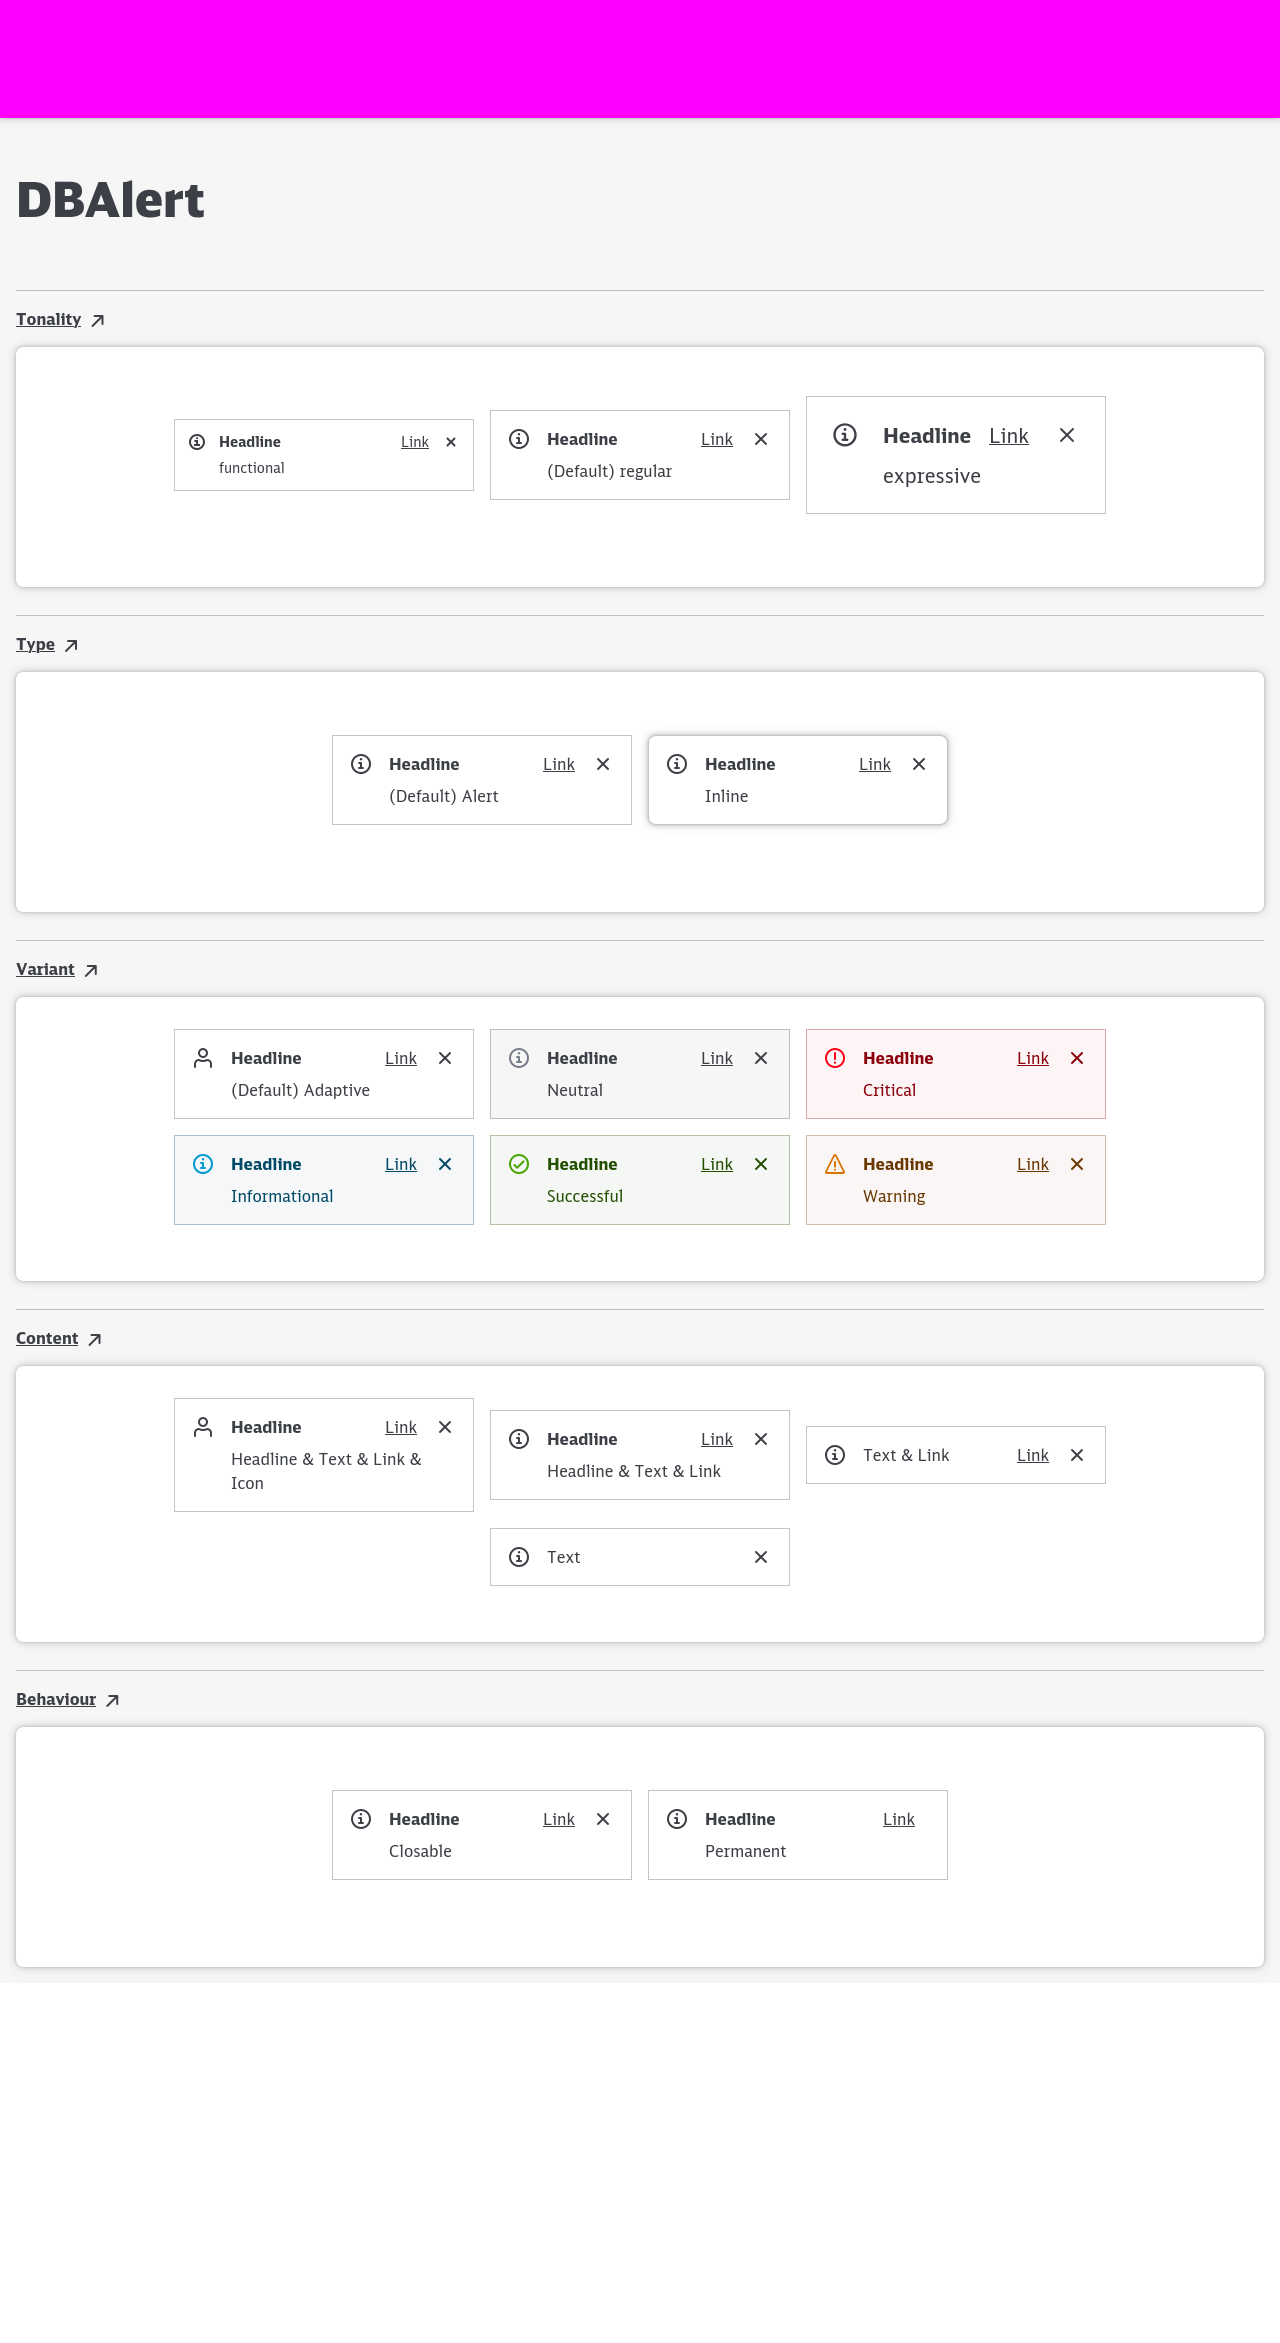 DBAlert
Tonality
Headline Link
functional
Headline Link
(Default) regular
Headline Link
expressive
Type
Headline Link
(Default) Alert
Headline Link
Inline
Variant
Headline Link
(Default) Adaptive
Headline Link
Neutral
Headline Link
Critical
Headline Link
Informational
Headline Link
Successful
Headline Link
Warning
Content
Headline Link
Headline & Text & Link &
Icon
Headline Link
Headline & Text & Link
Text & Link Link
Text
Behaviour
Headline Link
Closable
Headline Link
Permanent